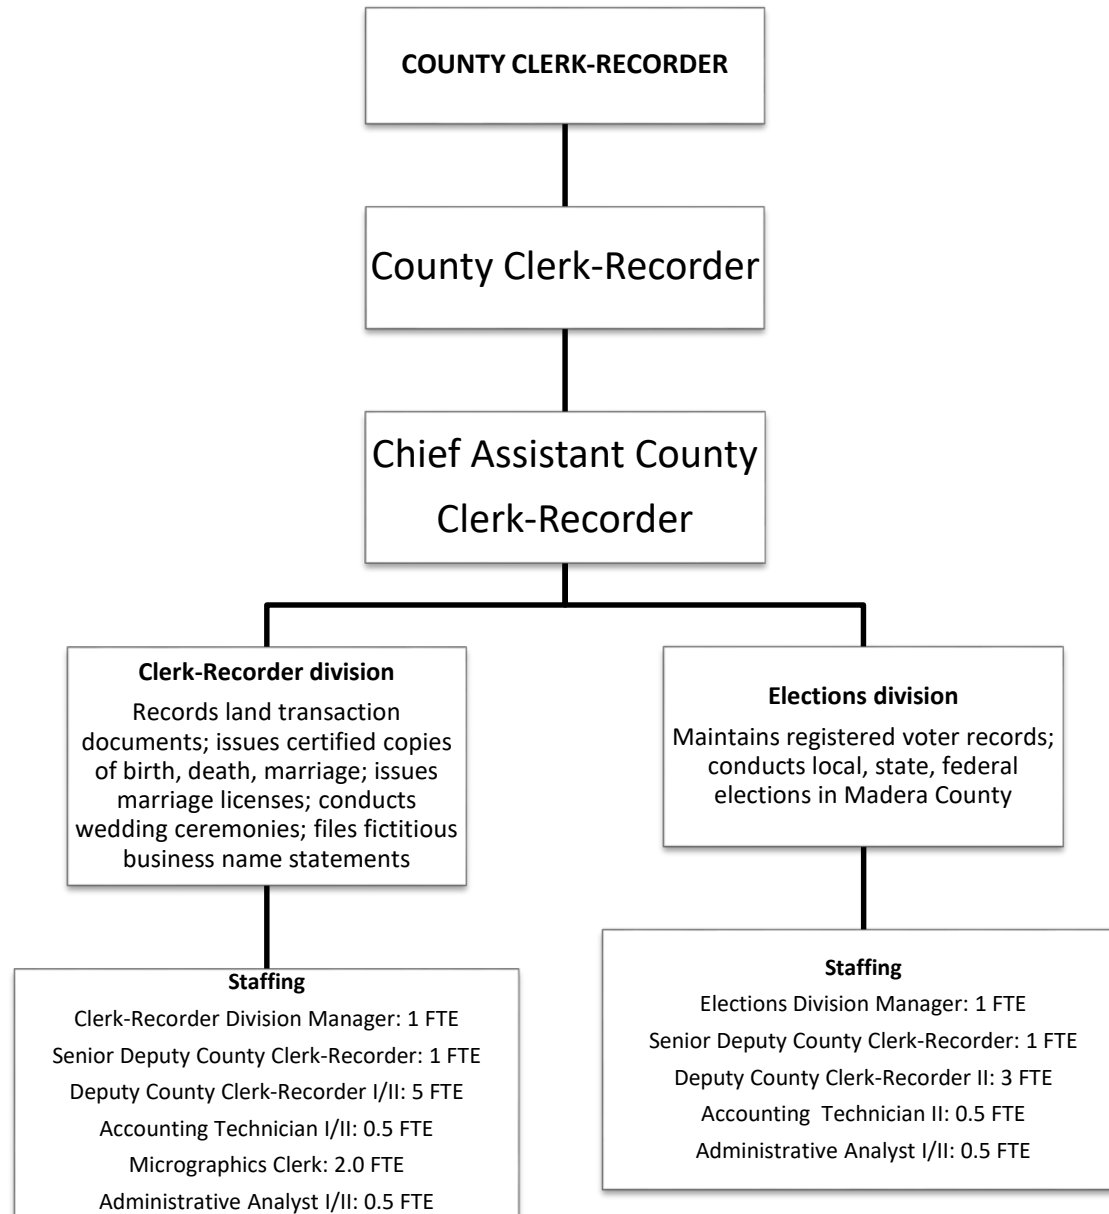 COUNTY CLERK-RECORDER
County Clerk-Recorder
Chief Assistant County
Clerk-Recorder
Clerk-Recorder division
Records land transaction
documents; issues certified copies
of birth, death, marriage; issues
marriage licenses; conducts
wedding ceremonies; files fictitious
business name statements
Elections division
Maintains registered voter records;
conducts local, state, federal
elections in Madera County
Staffing
Clerk-Recorder Division Manager: 1 FTE
Senior Deputy County Clerk-Recorder: 1 FTE
Deputy County Clerk-Recorder I/II: 5 FTE
Accounting Technician I/II: 0.5 FTE
Micrographics Clerk: 2.0 FTE
Administrative Analyst I/II: 0.5 FTE
Staffing
Elections Division Manager: 1 FTE
Senior Deputy County Clerk-Recorder: 1 FTE
Deputy County Clerk-Recorder II: 3 FTE
Accounting  Technician II: 0.5 FTE
Administrative Analyst I/II: 0.5 FTE